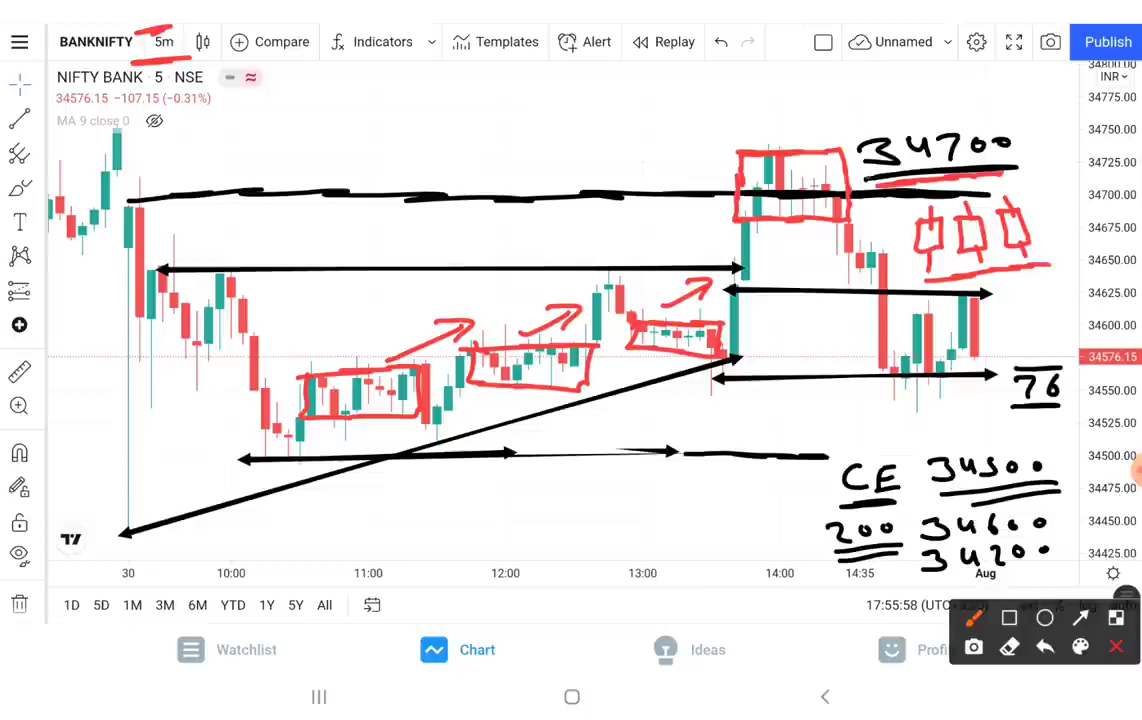 BANKNIFTY 5m Compare Indicators Templates Alert Replay Unnamed Publish
NIFTY BANK · 5 · NSE
34576.15 −107.15 (−0.31%)
MA 9 close 0
34800.00
INR
34775.00
34750.00
34725.00
34700.00
34675.00
34650.00
34625.00
34600.00
34576.15
34550.00
34525.00
34500.00
34475.00
34450.00
34425.00
34700
76
CE 34500
200 34600
34200
30 10:00 11:00 12:00 13:00 14:00 14:35 Aug
1D 5D 1M 3M 6M YTD 1Y 5Y All
17:55:58 (UTC
Watchlist Chart Ideas Profi